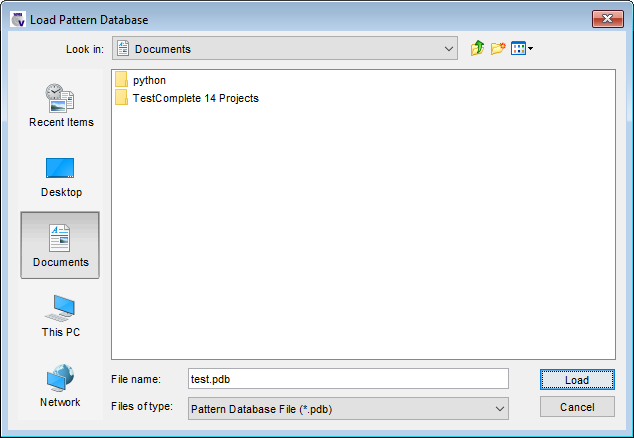 Load Pattern Database
Look in: Documents
Recent Items
Desktop
Documents
This PC
Network
python
TestComplete 14 Projects
File name: test.pdb
Load
Files of type: Pattern Database File (*.pdb)
Cancel